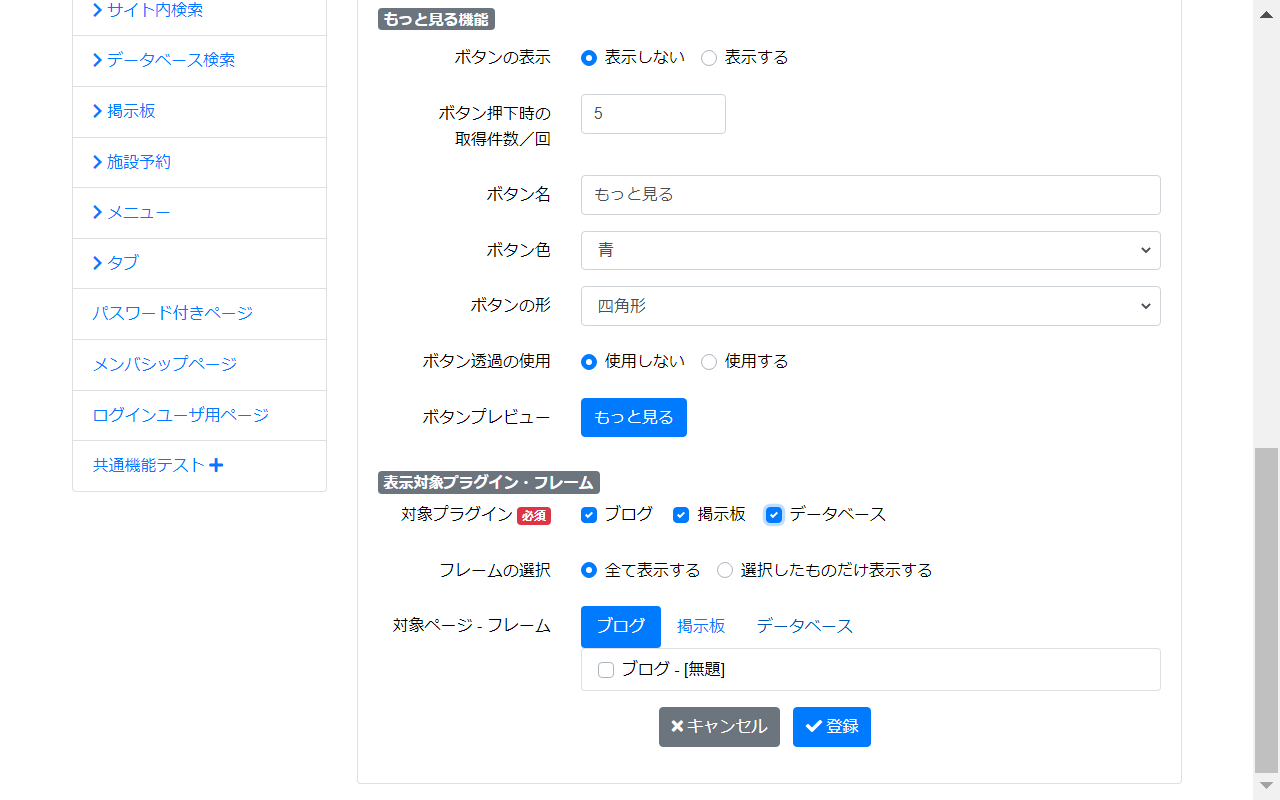 サイト内検索
データベース検索
掲示板
施設予約
メニュー
タブ
パスワード付きページ
メンバシップページ
ログインユーザ用ページ
共通機能テスト
もっと見る機能
ボタンの表示 表示しない 表示する
ボタン押下時の
取得件数／回 5
ボタン名 もっと見る
ボタン色 青
ボタンの形 四角形
ボタン透過の使用 使用しない 使用する
ボタンプレビュー もっと見る
表示対象プラグイン・フレーム
対象プラグイン 必須 ブログ 掲示板 データベース
フレームの選択 全て表示する 選択したものだけ表示する
対象ページ - フレーム ブログ 掲示板 データベース
ブログ - [無題]
キャンセル 登録